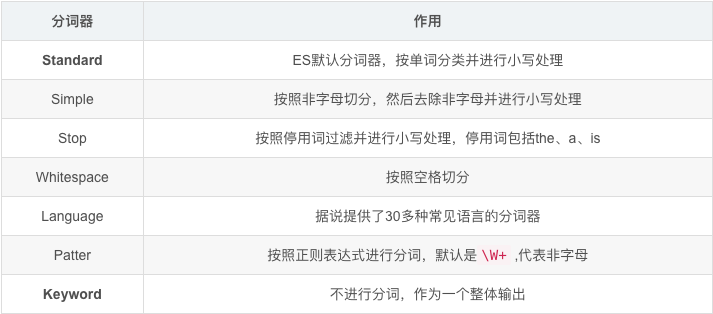 分词器 作用
Standard ES默认分词器，按单词分类并进行小写处理
Simple 按照非字母切分，然后去除非字母并进行小写处理
Stop 按照停用词过滤并进行小写处理，停用词包括the、a、is
Whitespace 按照空格切分
Language 据说提供了30多种常见语言的分词器
Patter 按照正则表达式进行分词，默认是 \W+ ,代表非字母
Keyword 不进行分词，作为一个整体输出